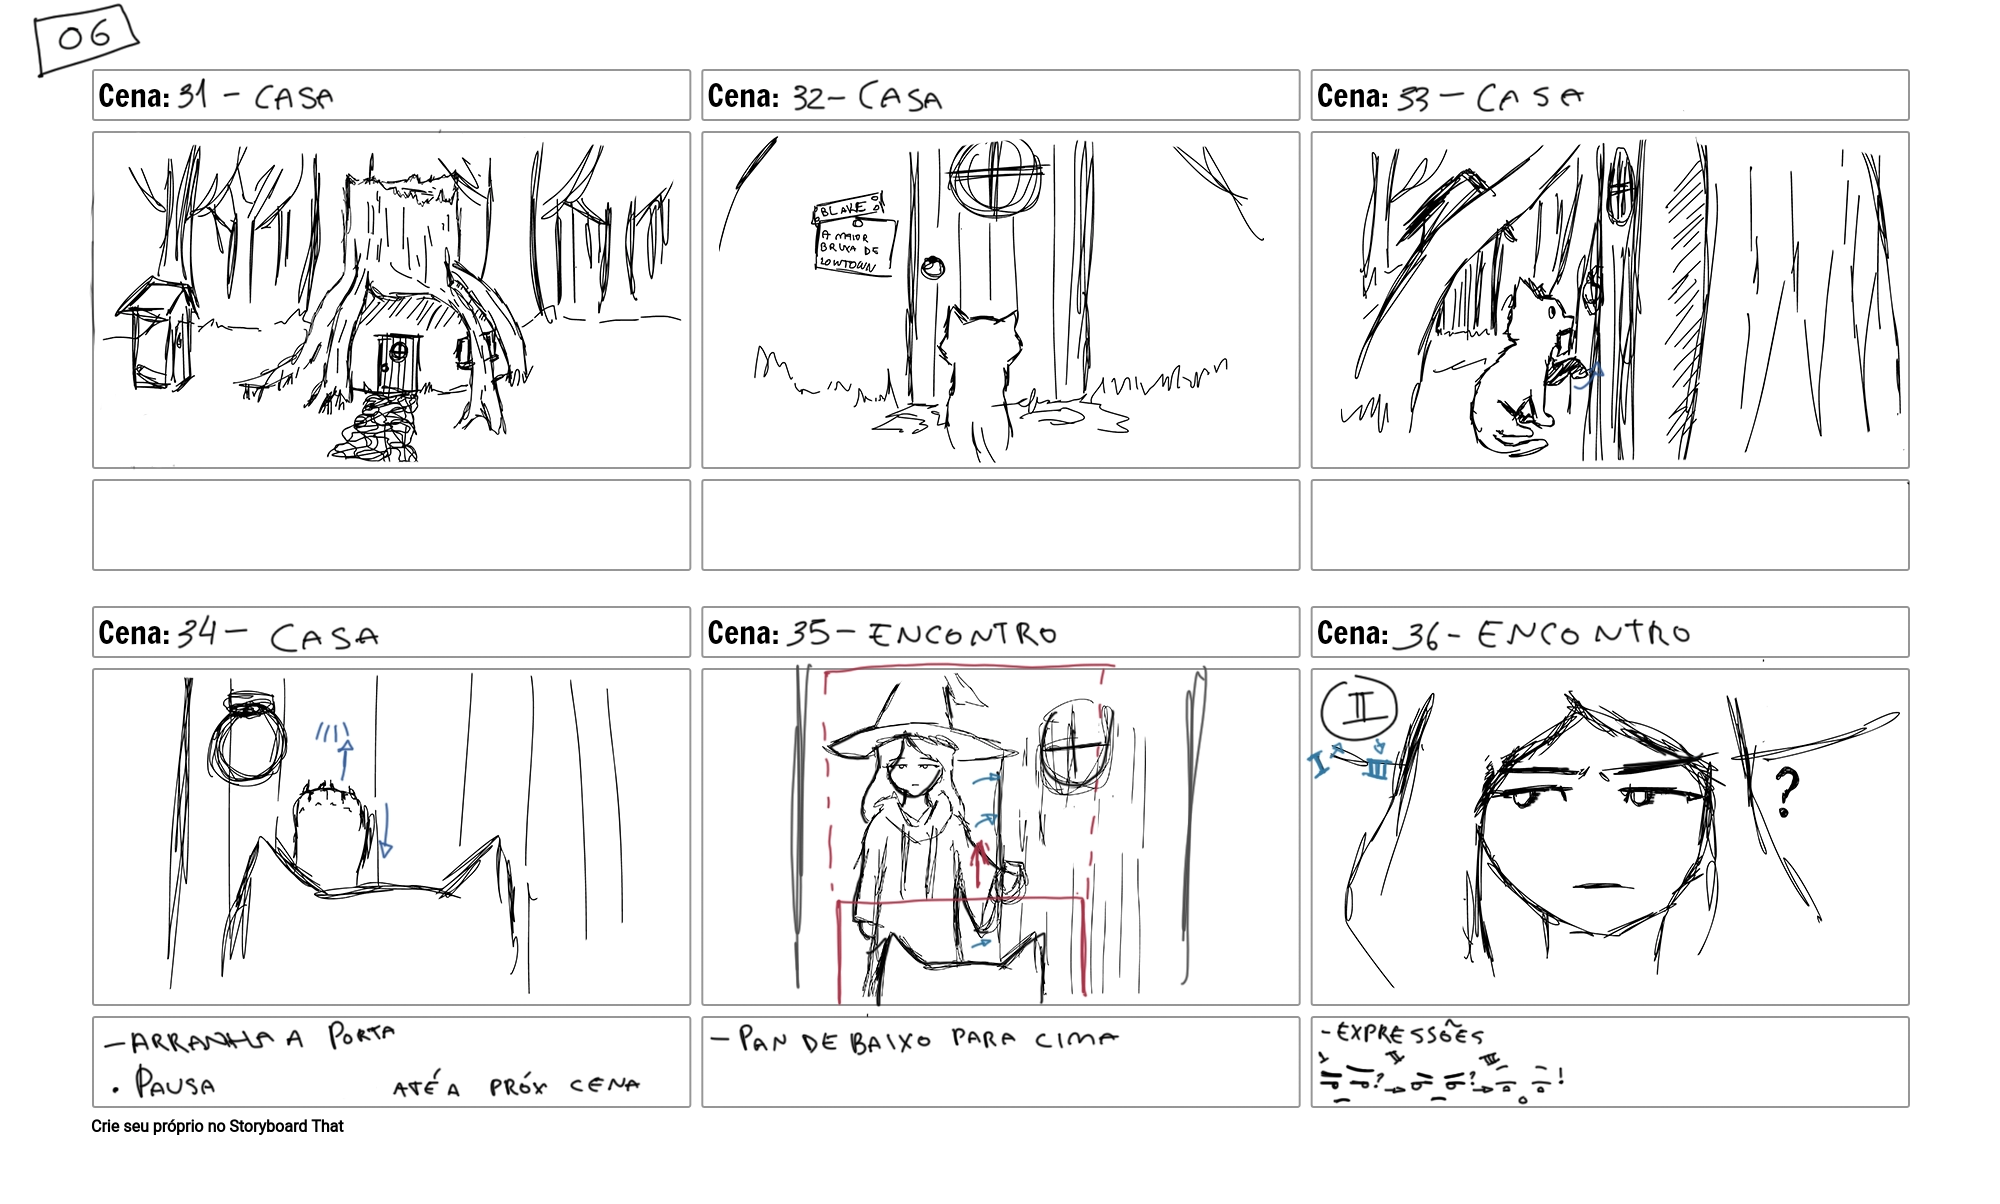 06
Cena: 31 - CASA
Cena: 32 - CASA
Cena: 33 - CASA
BLAKE
A MAIOR
BRUXA DE
LOWTOWN
Cena: 34 - CASA
Cena: 35 - ENCONTRO
Cena: 36 - ENCONTRO
II
I
III
?
- ARRANHA A PORTA
• PAUSA ATÉ A PRÓX CENA
- PAN DE BAIXO PARA CIMA
- EXPRESSÕES
I II III
? ? !
Crie seu próprio no Storyboard That